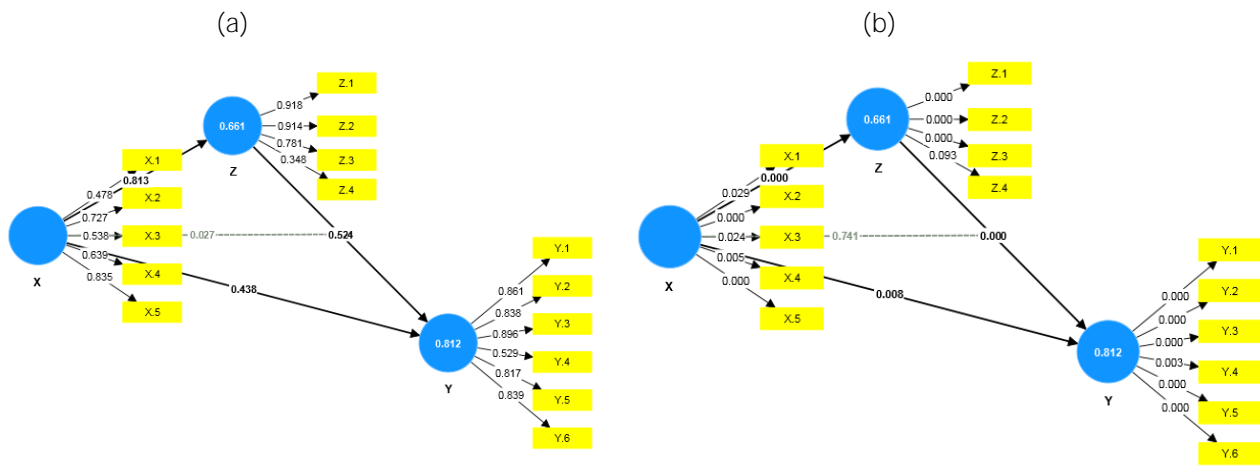 (a)
Z.1
0.918
0.661
0.914
Z.2
0.781
Z.3
0.348
Z.4
Z
X.1
0.813
0.478
X.2
0.727
0.538
X.3
0.027
0.524
0.639
X.4
X
0.835
X.5
0.438
Y.1
0.861
Y.2
0.838
0.896
Y.3
0.812
0.529
Y.4
0.817
Y.5
Y
0.839
Y.6
(b)
Z.1
0.000
0.661
0.000
Z.2
0.000
Z.3
0.093
Z.4
Z
X.1
0.000
0.029
X.2
0.000
0.024
X.3
0.741
0.000
0.005
X.4
X
0.000
X.5
0.008
Y.1
0.000
Y.2
0.000
0.000
Y.3
0.812
0.003
Y.4
0.000
Y.5
Y
0.000
Y.6